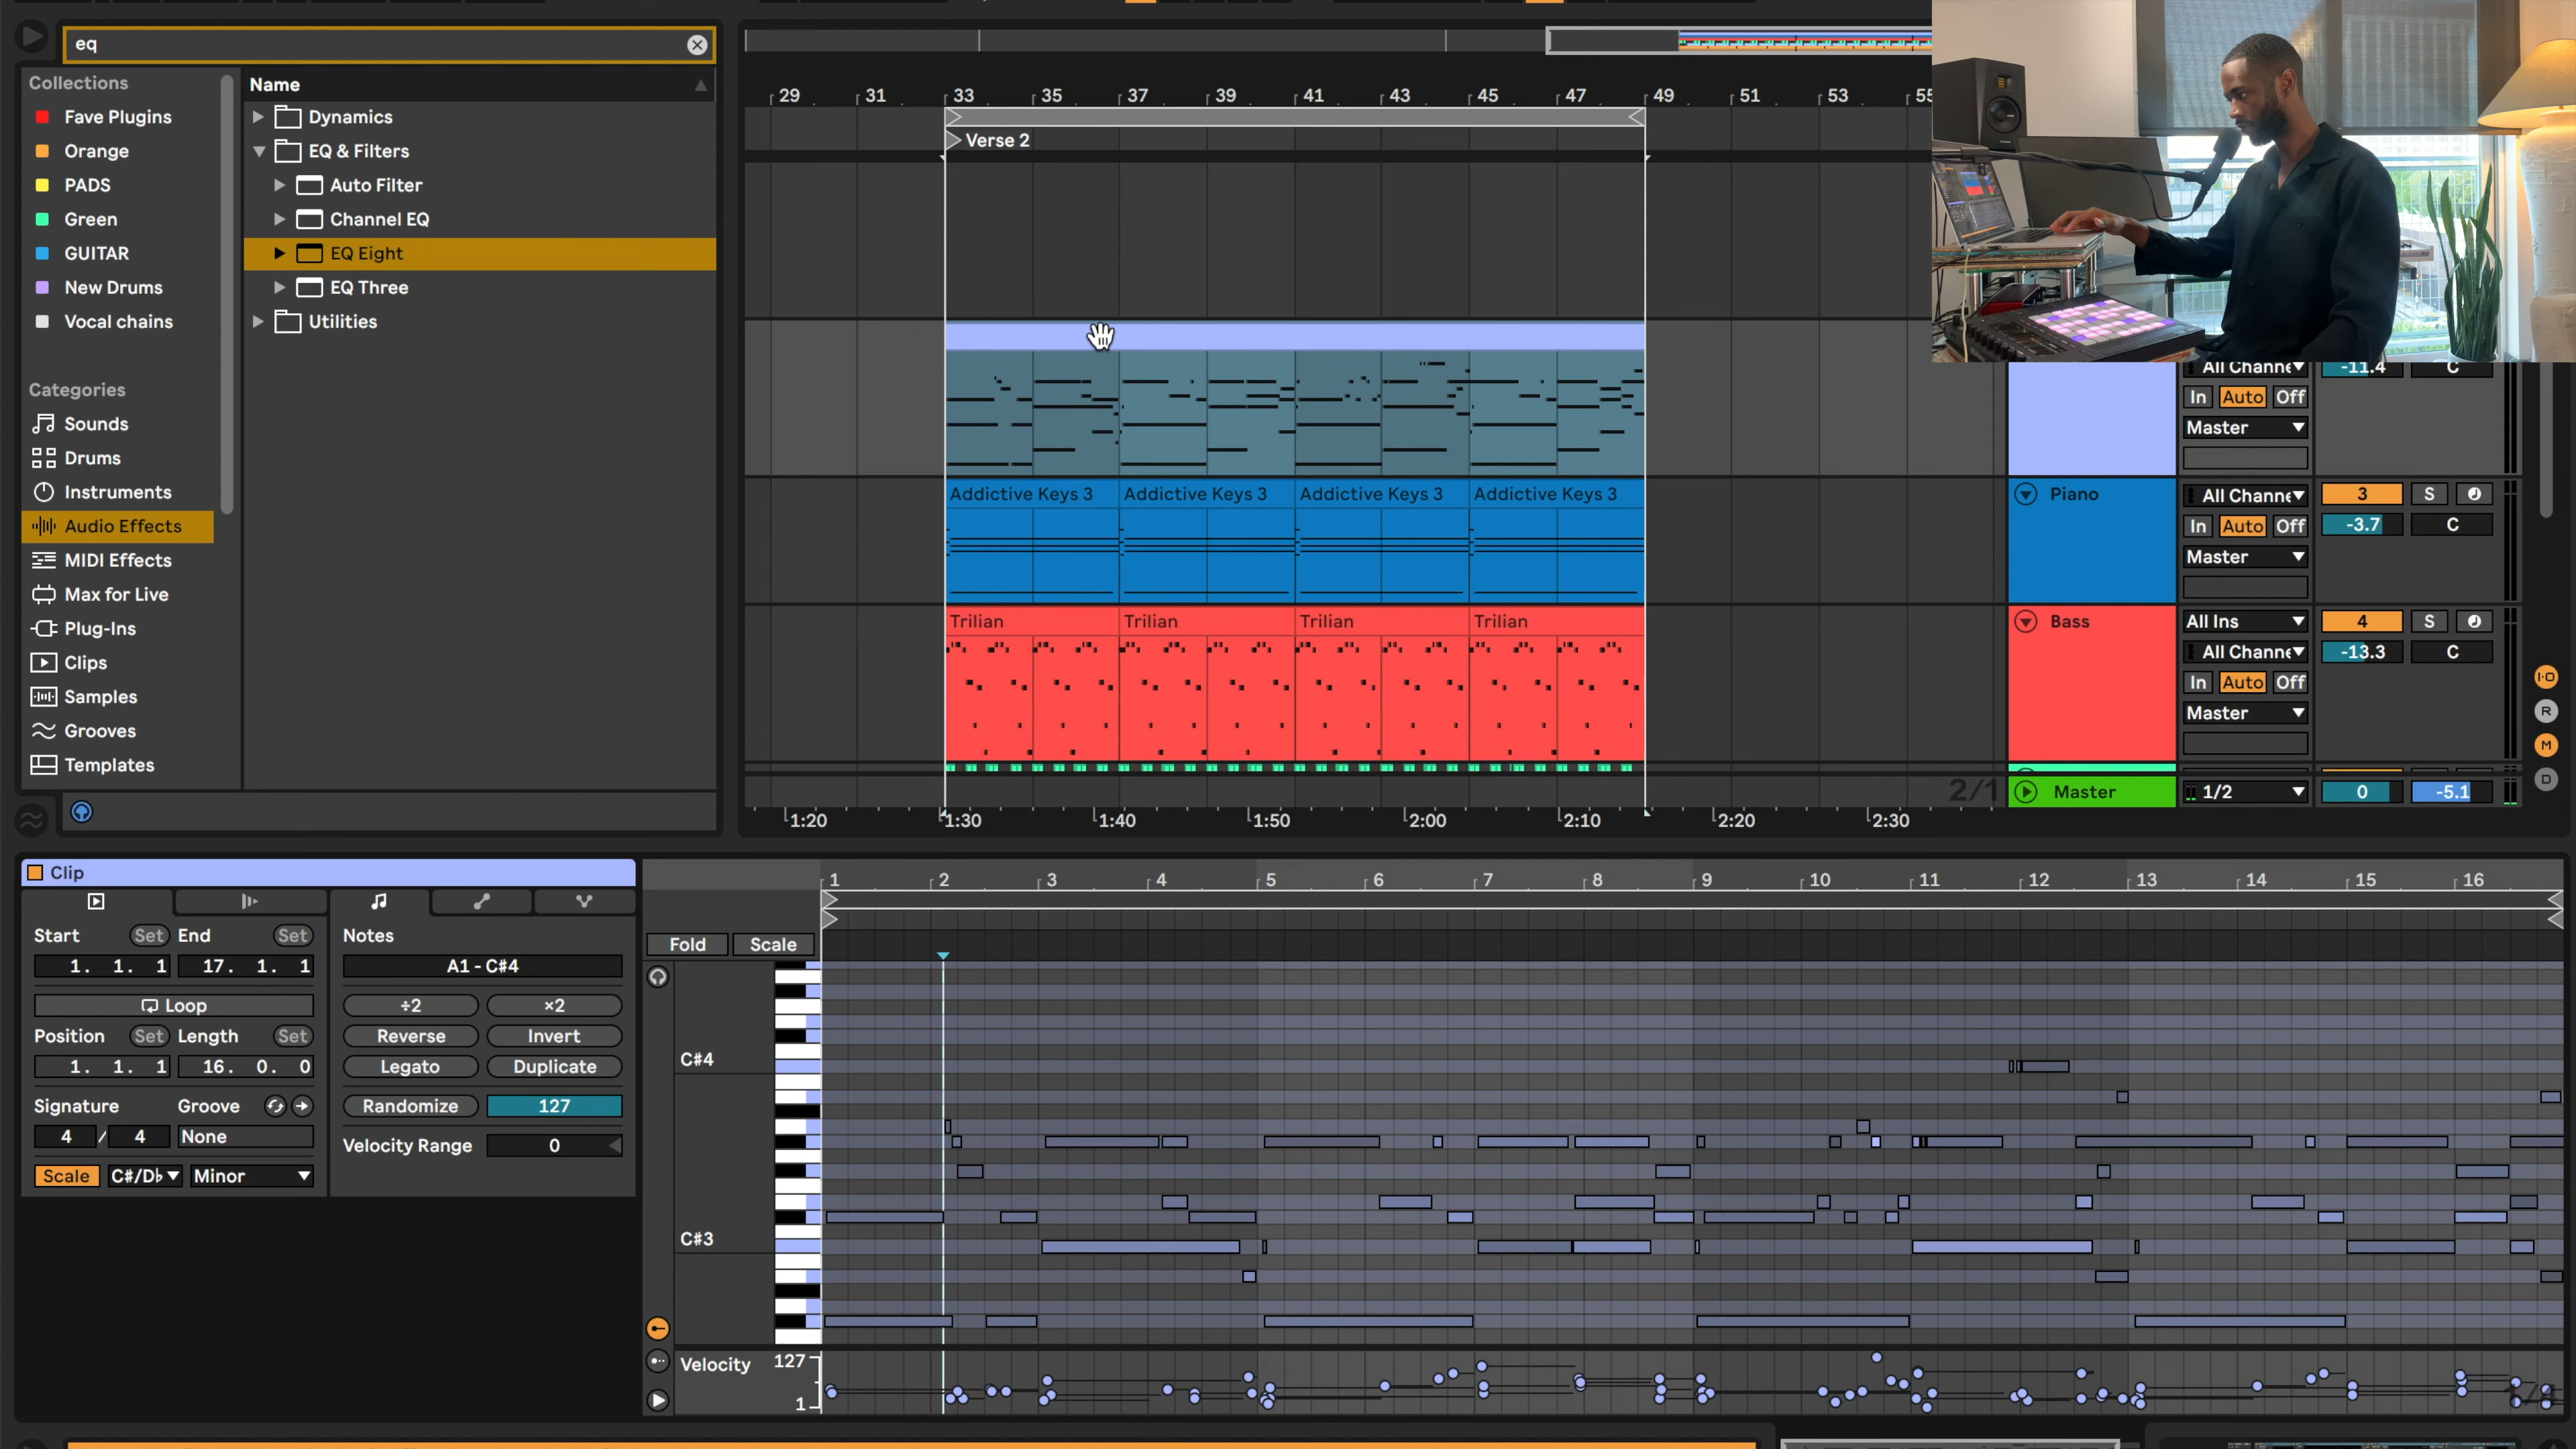 eq
Collections
Fave Plugins
Orange
PADS
Green
GUITAR
New Drums
Vocal chains
Categories
Sounds
Drums
Instruments
Audio Effects
MIDI Effects
Max for Live
Plug-Ins
Clips
Samples
Grooves
Templates
Name
Dynamics
EQ & Filters
Auto Filter
Channel EQ
EQ Eight
EQ Three
Utilities
29 31 33 35 37 39 41 43 45 47 49 51 53 55
Verse 2
Addictive Keys 3 Addictive Keys 3 Addictive Keys 3 Addictive Keys 3
Trilian Trilian Trilian Trilian
2/1
1:20 1:30 1:40 1:50 2:00 2:10 2:20 2:30
All Channe -11.4 C
In Auto Off
Master
Piano All Channe 3 S
In Auto Off -3.7 C
Master
Bass All Ins 4 S
All Channe -13.3 C
In Auto Off
Master
Master 1/2 0 -5.1
I·O
R
M
D
Clip
Start Set End Set
1. 1. 1 17. 1. 1
Loop
Position Set Length Set
1. 1. 1 16. 0. 0
Signature Groove
4 / 4 None
Scale C#/D♭ Minor
Notes
A1 - C#4
÷2 ×2
Reverse Invert
Legato Duplicate
Randomize 127
Velocity Range 0
1 2 3 4 5 6 7 8 9 10 11 12 13 14 15 16
Fold Scale
C#4
C#3
Velocity 127
1